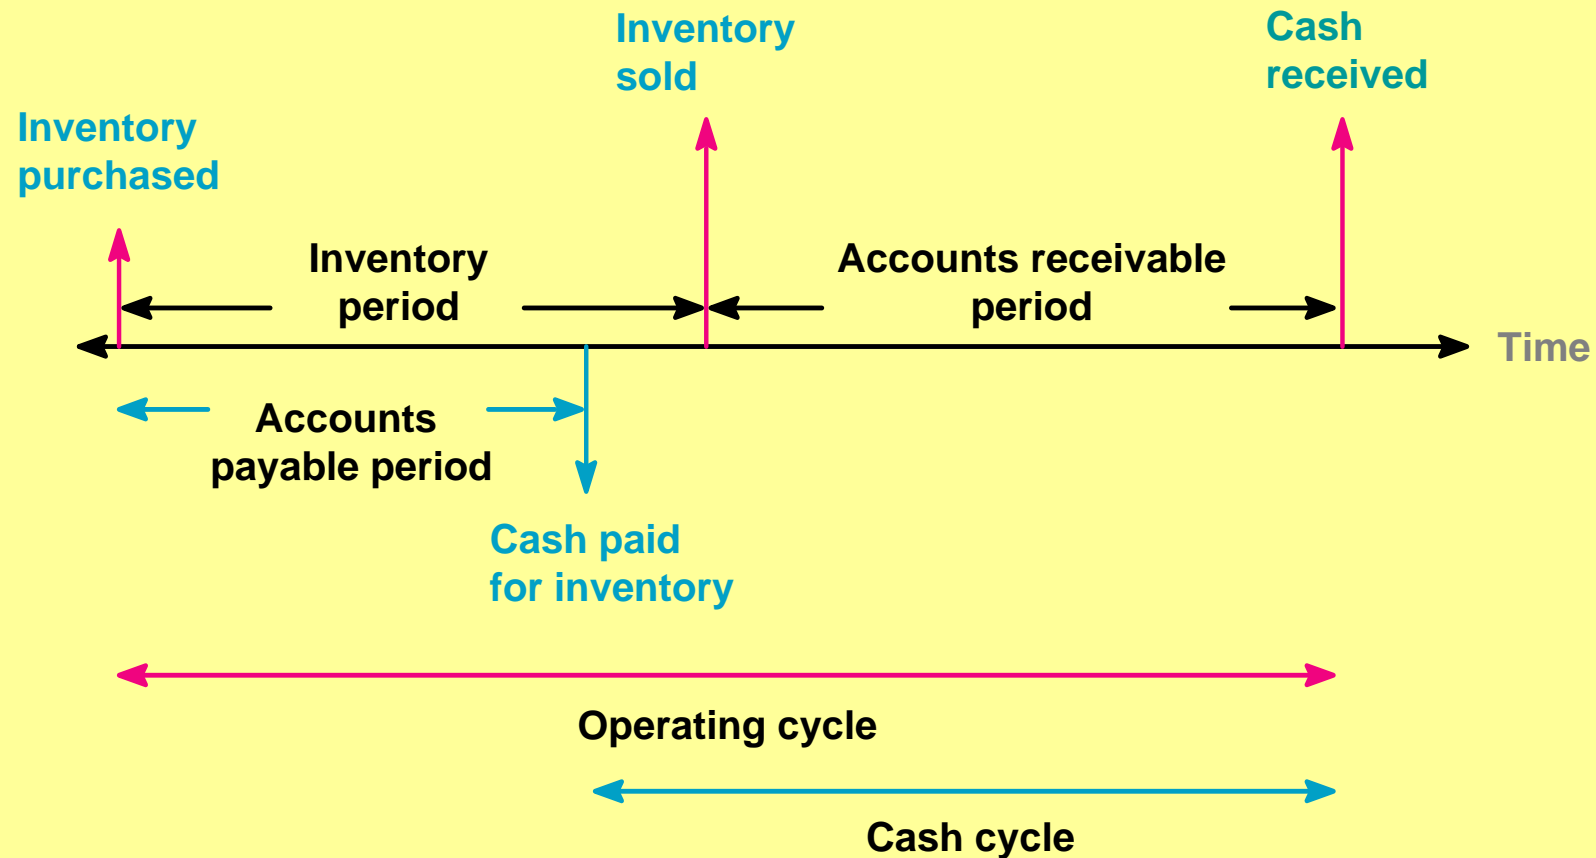 Inventory
sold
Cash
received
Inventory
purchased
Inventory
period
Accounts receivable
period
Time
Accounts
payable period
Cash paid
for inventory
Operating cycle
Cash cycle